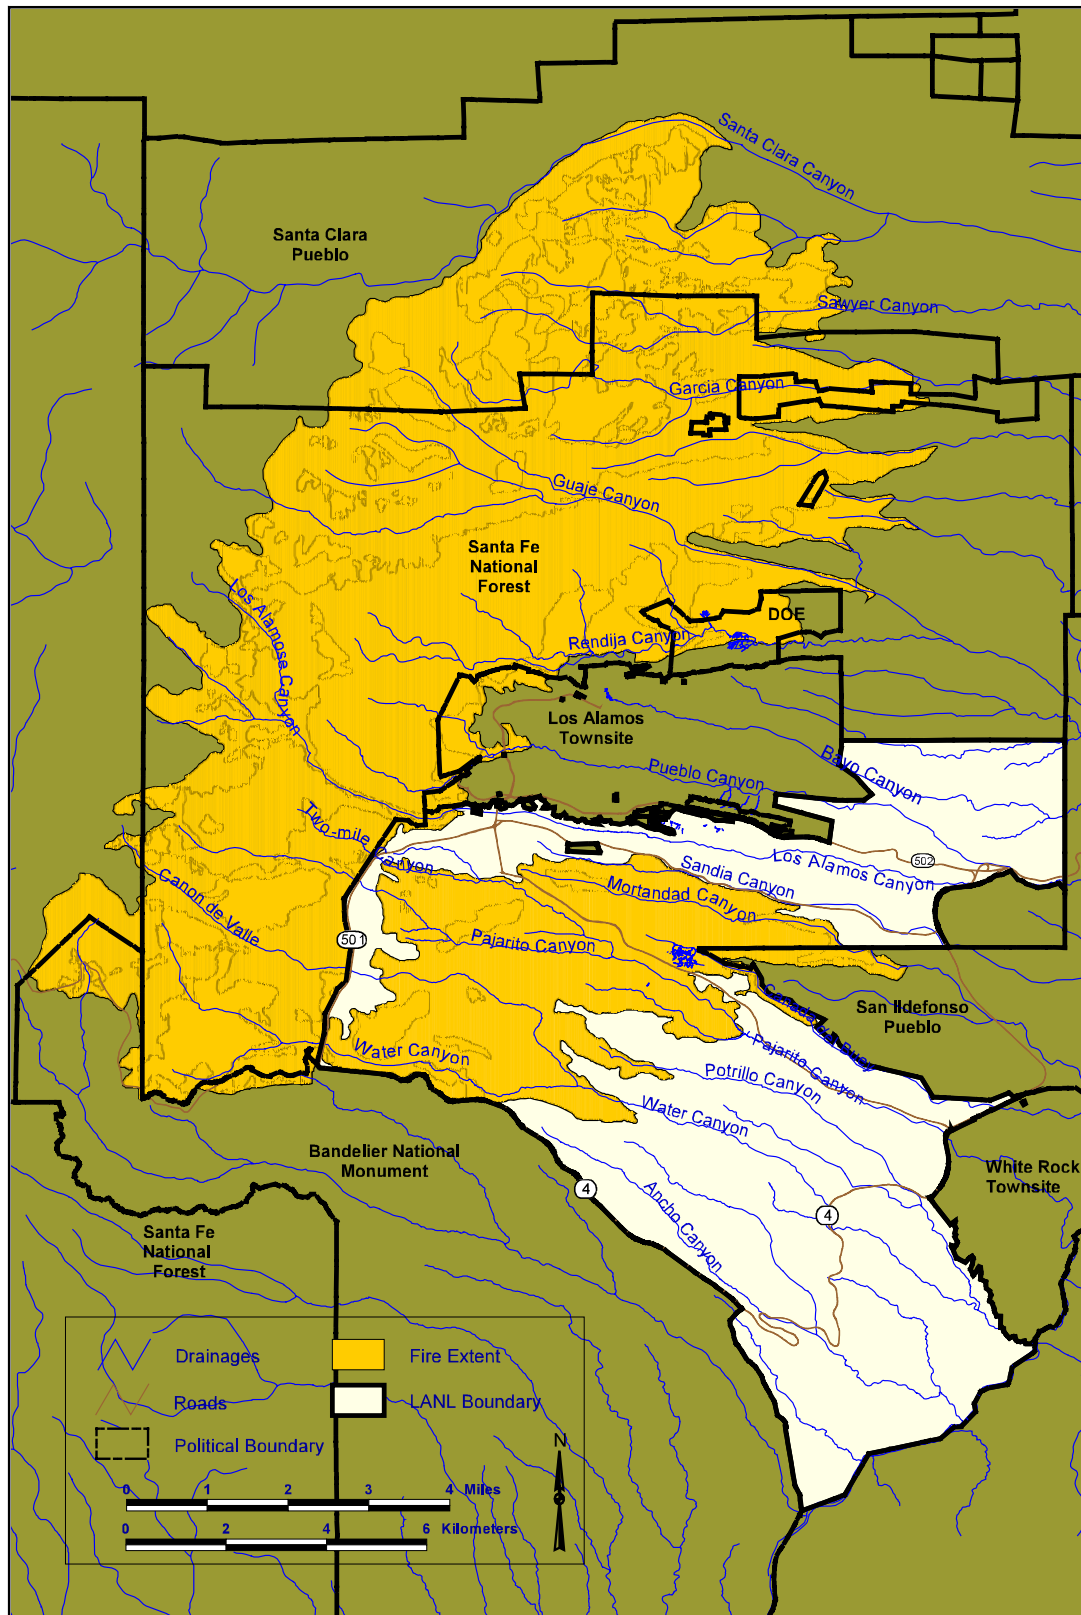 Santa Clara Canyon
Santa Clara
Pueblo
Sawyer Canyon
Garcia Canyon
Guaje Canyon
Santa Fe
National
Forest
Los Alamose Canyon
DOE
Rendija Canyon
Los Alamos
Townsite
Bayo Canyon
Pueblo Canyon
Two-mile Canyon
502
Los Alamos Canyon
Sandia Canyon
Mortandad Canyon
Canon de Valle
501
Pajarito Canyon
San Ildefonso
Pueblo
Canada del Buey
Pajarito Canyon
Water Canyon
Potrillo Canyon
Water Canyon
Bandelier National
Monument
White Rock
Townsite
4
4
Ancho Canyon
Santa Fe
National
Forest
Drainages
Fire Extent
Roads
LANL Boundary
Political Boundary
N
0 1 2 3 4 Miles
0 2 4 6 Kilometers